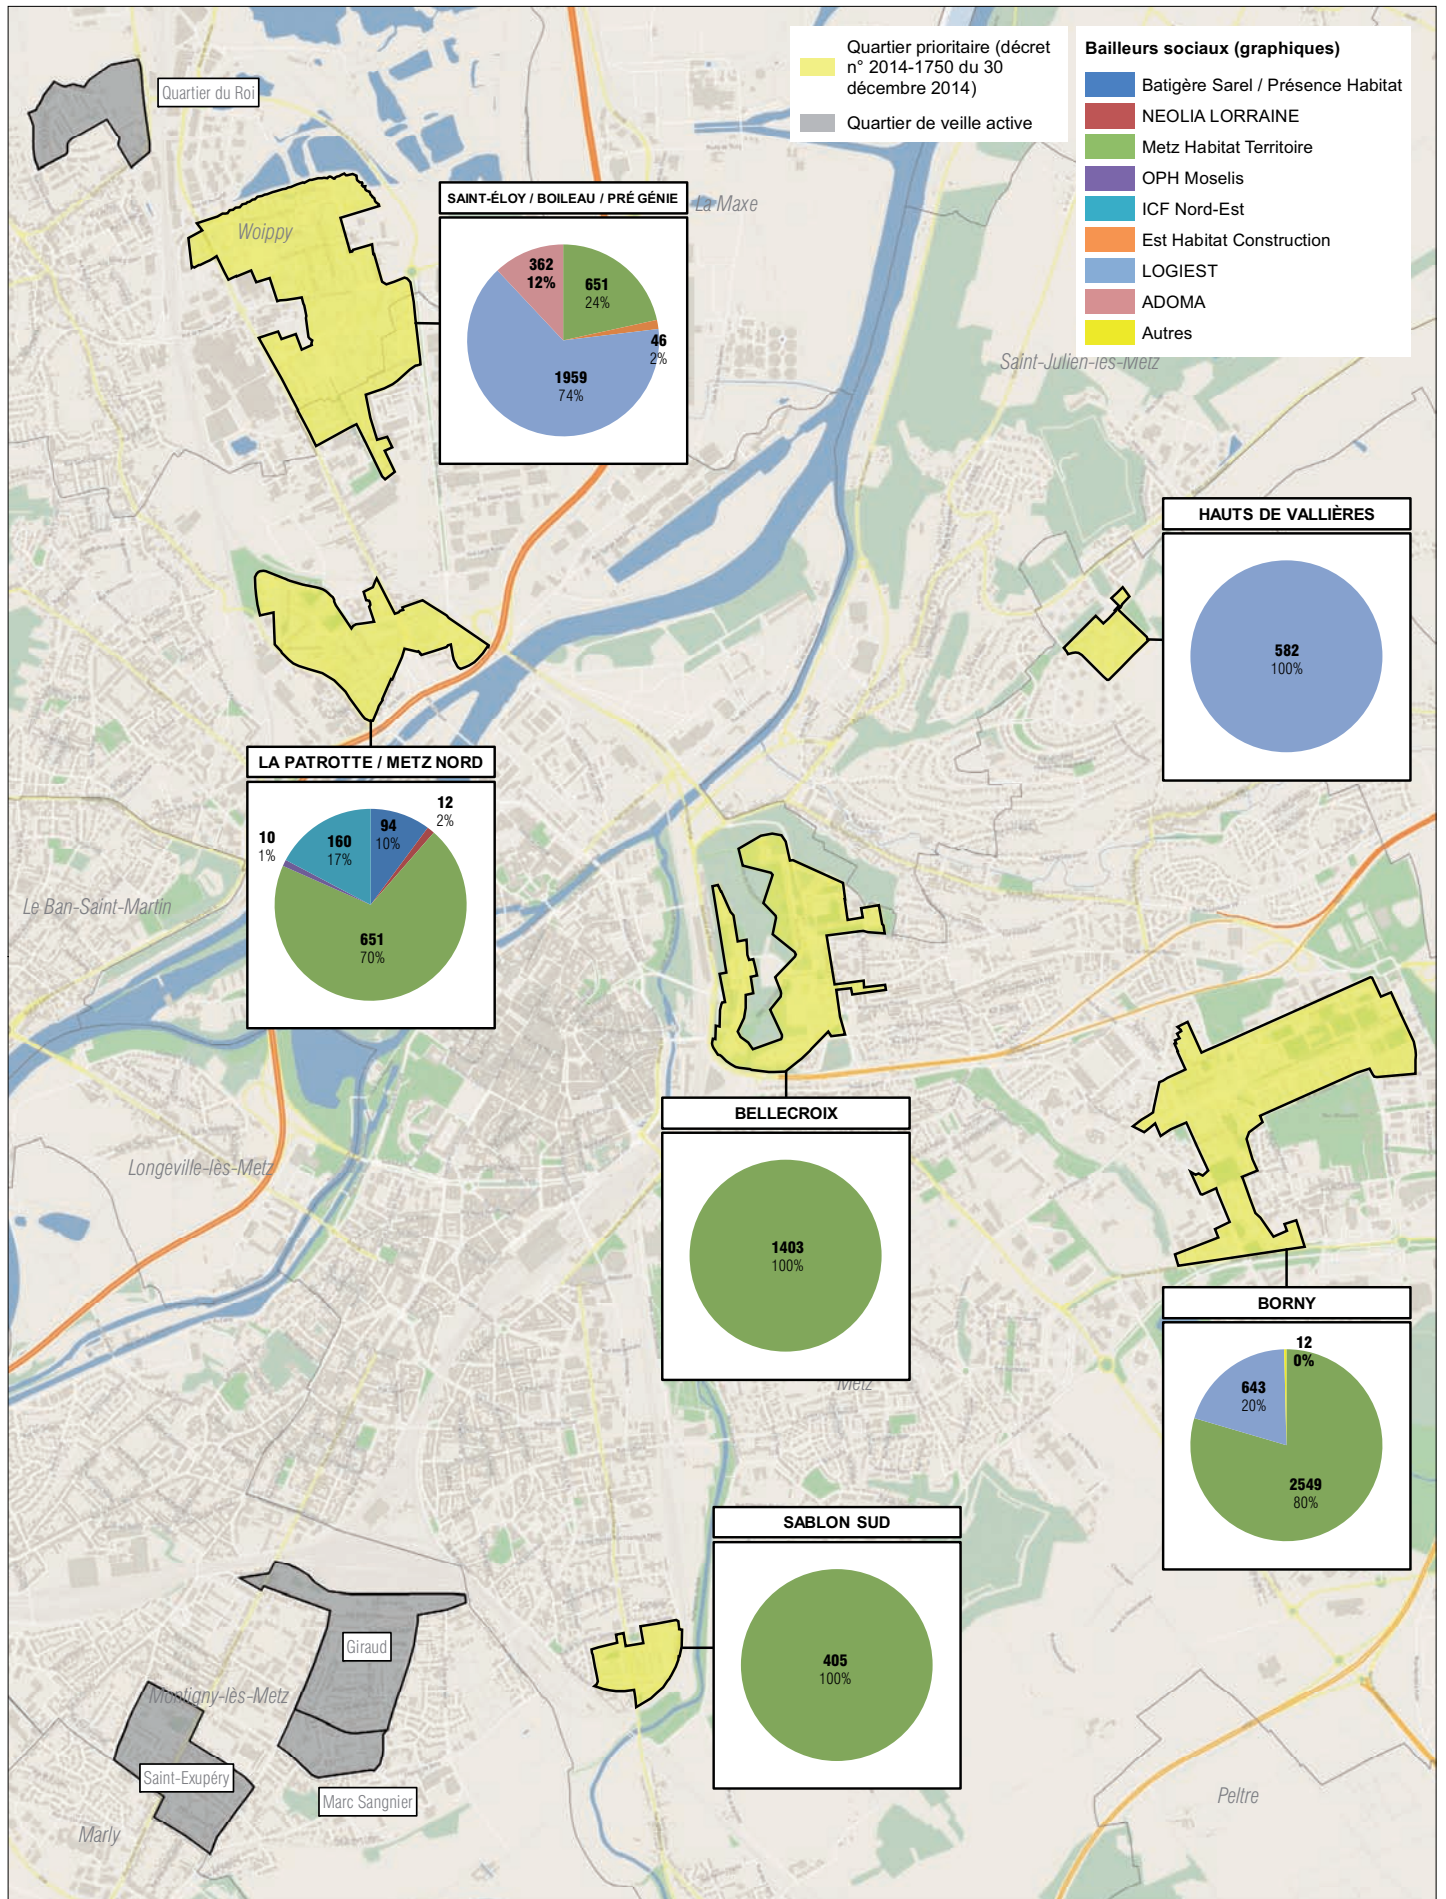 Quartier prioritaire (décret
n° 2014-1750 du 30
décembre 2014)
Quartier de veille active
Bailleurs sociaux (graphiques)
Batigère Sarel / Présence Habitat
NEOLIA LORRAINE
Metz Habitat Territoire
OPH Moselis
ICF Nord-Est
Est Habitat Construction
LOGIEST
ADOMA
Autres
Quartier du Roi
Woippy
SAINT-ÉLOY / BOILEAU / PRÉ GÉNIE
362
12%
651
24%
46
2%
1959
74%
La Maxe
Saint-Julien-lès-Metz
HAUTS DE VALLIÈRES
582
100%
LA PATROTTE / METZ NORD
12
2%
94
10%
10
1%
160
17%
651
70%
Le Ban-Saint-Martin
Longeville-lès-Metz
BELLECROIX
1403
100%
Metz
BORNY
12
0%
643
20%
2549
80%
SABLON SUD
405
100%
Giraud
Montigny-lès-Metz
Saint-Exupéry
Marc Sangnier
Marly
Peltre